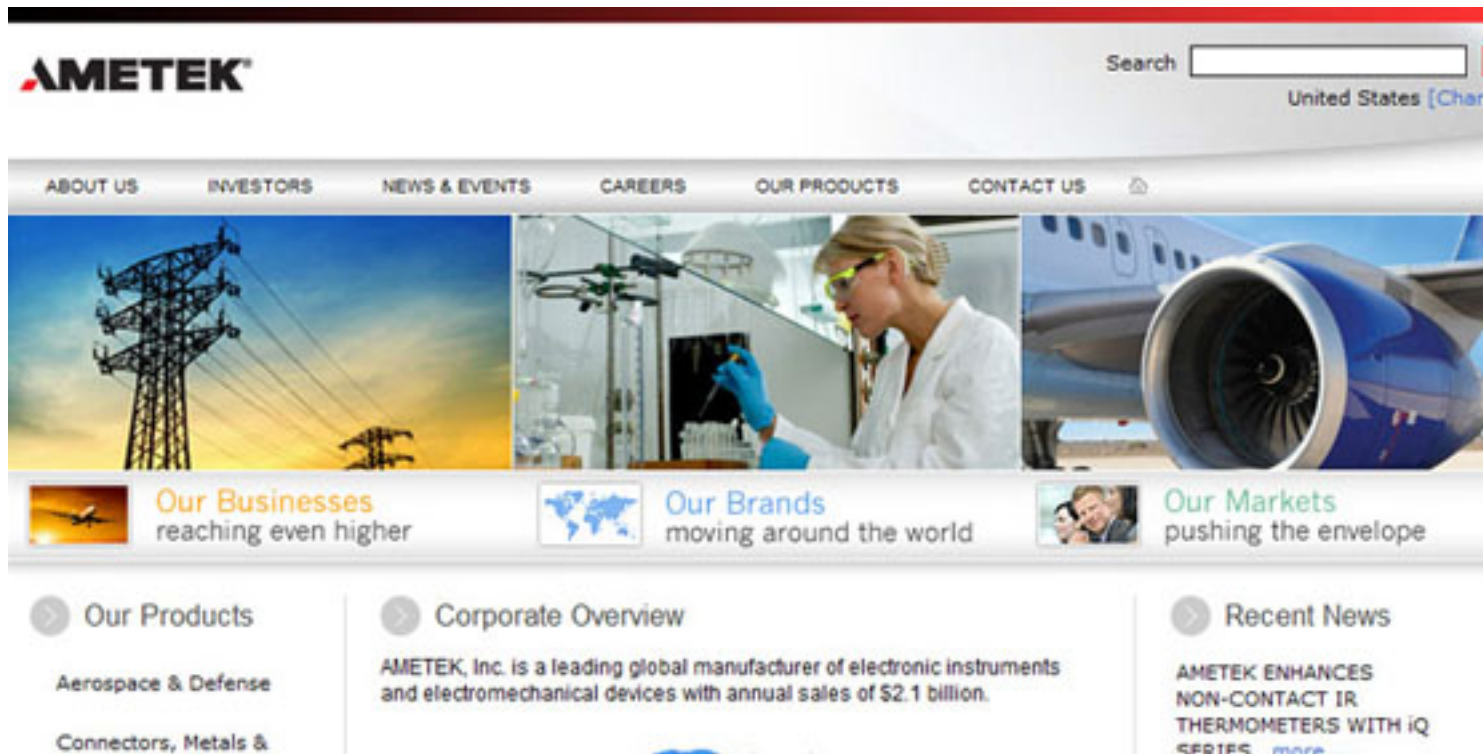 AMETEK®
Search
United States [Char
ABOUT US INVESTORS NEWS & EVENTS CAREERS OUR PRODUCTS CONTACT US
Our Businesses
reaching even higher
Our Brands
moving around the world
Our Markets
pushing the envelope
Our Products
Aerospace & Defense
Connectors, Metals &
Corporate Overview
AMETEK, Inc. is a leading global manufacturer of electronic instruments
and electromechanical devices with annual sales of $2.1 billion.
Recent News
AMETEK ENHANCES
NON-CONTACT IR
THERMOMETERS WITH iQ
SERIES more